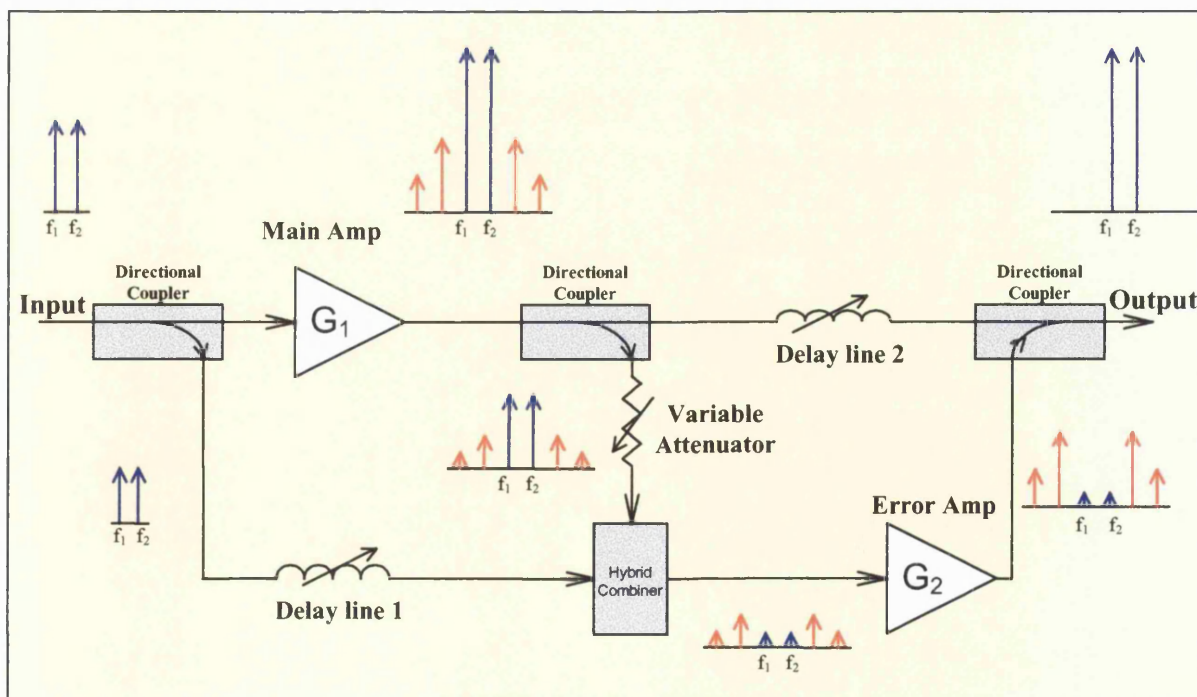 f₁ f₂
f₁ f₂
f₁ f₂
Main Amp
Directional
Coupler
Directional
Coupler
Directional
Coupler
Input
G₁
Output
Delay line 2
Variable
Attenuator
f₁ f₂
f₁ f₂
f₁ f₂
Error Amp
Hybrid
Combiner
G₂
Delay line 1
f₁ f₂